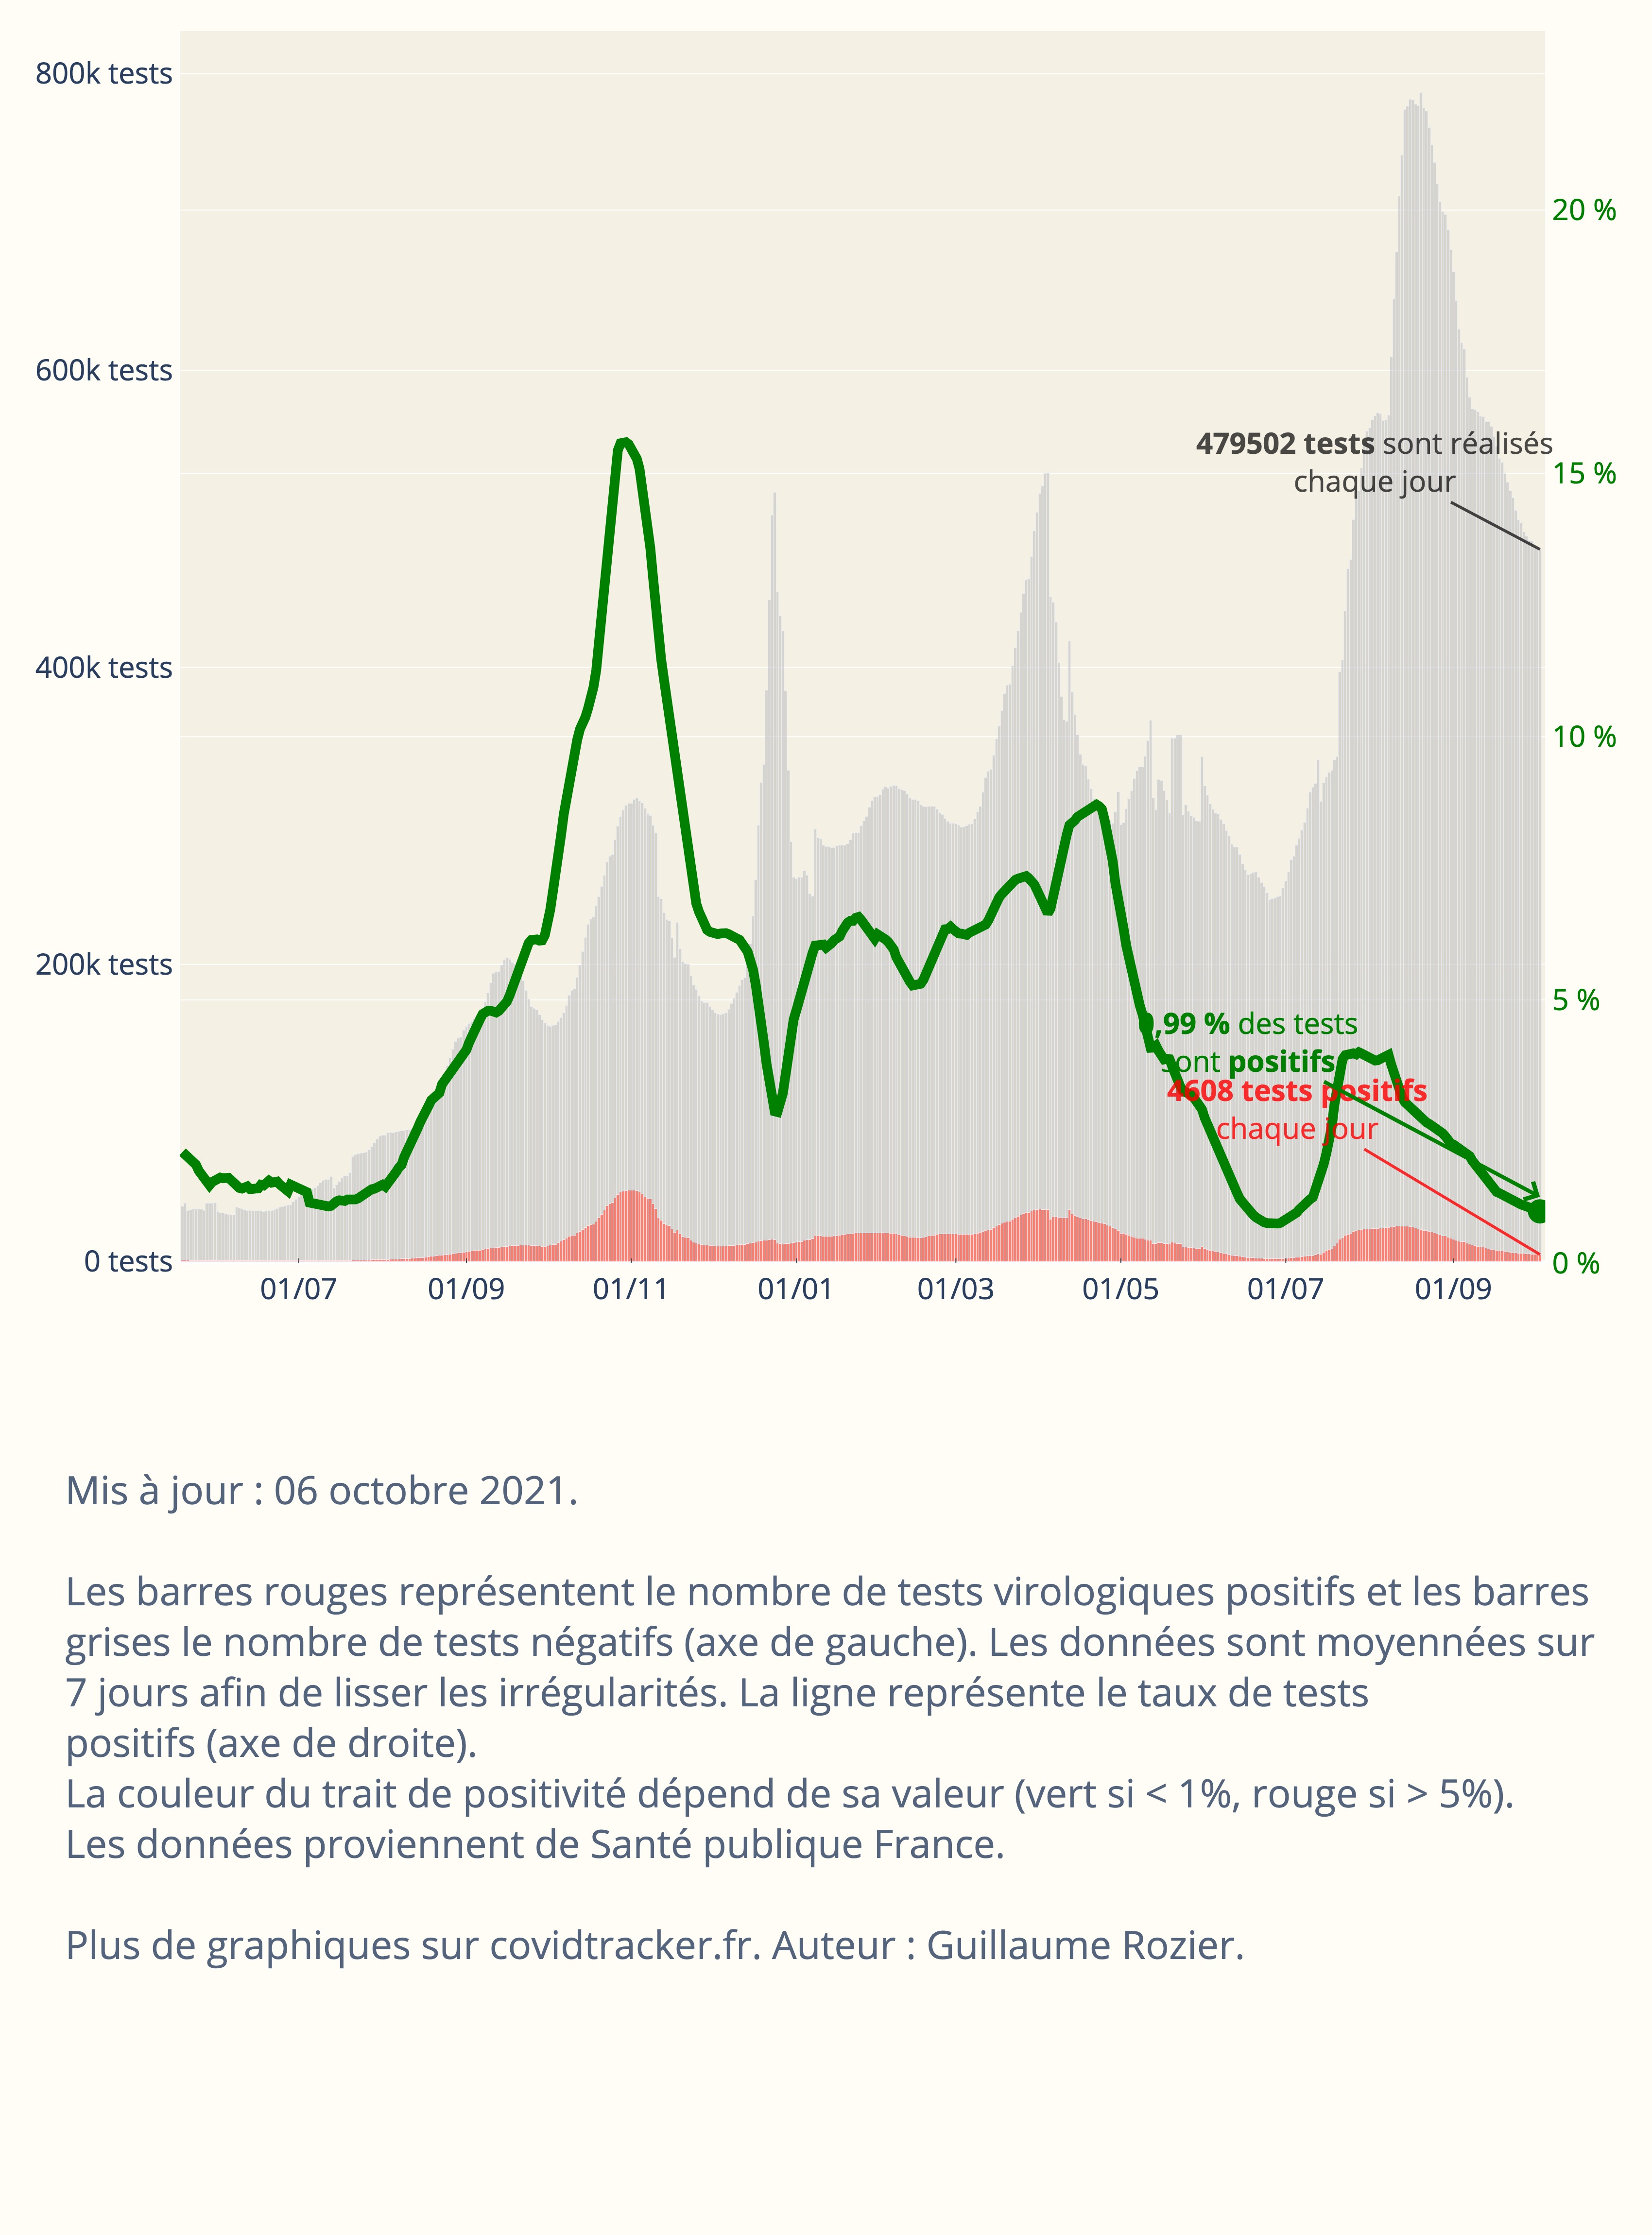 800k tests
600k tests
400k tests
200k tests
0 tests
20 %
15 %
10 %
5 %
0 %
479502 tests sont réalisés
chaque jour
0,99 % des tests
sont positifs
4608 tests positifs
chaque jour
01/07 01/09 01/11 01/01 01/03 01/05 01/07 01/09
Mis à jour : 06 octobre 2021.
Les barres rouges représentent le nombre de tests virologiques positifs et les barres
grises le nombre de tests négatifs (axe de gauche). Les données sont moyennées sur
7 jours afin de lisser les irrégularités. La ligne représente le taux de tests
positifs (axe de droite).
La couleur du trait de positivité dépend de sa valeur (vert si < 1%, rouge si > 5%).
Les données proviennent de Santé publique France.
Plus de graphiques sur covidtracker.fr. Auteur : Guillaume Rozier.